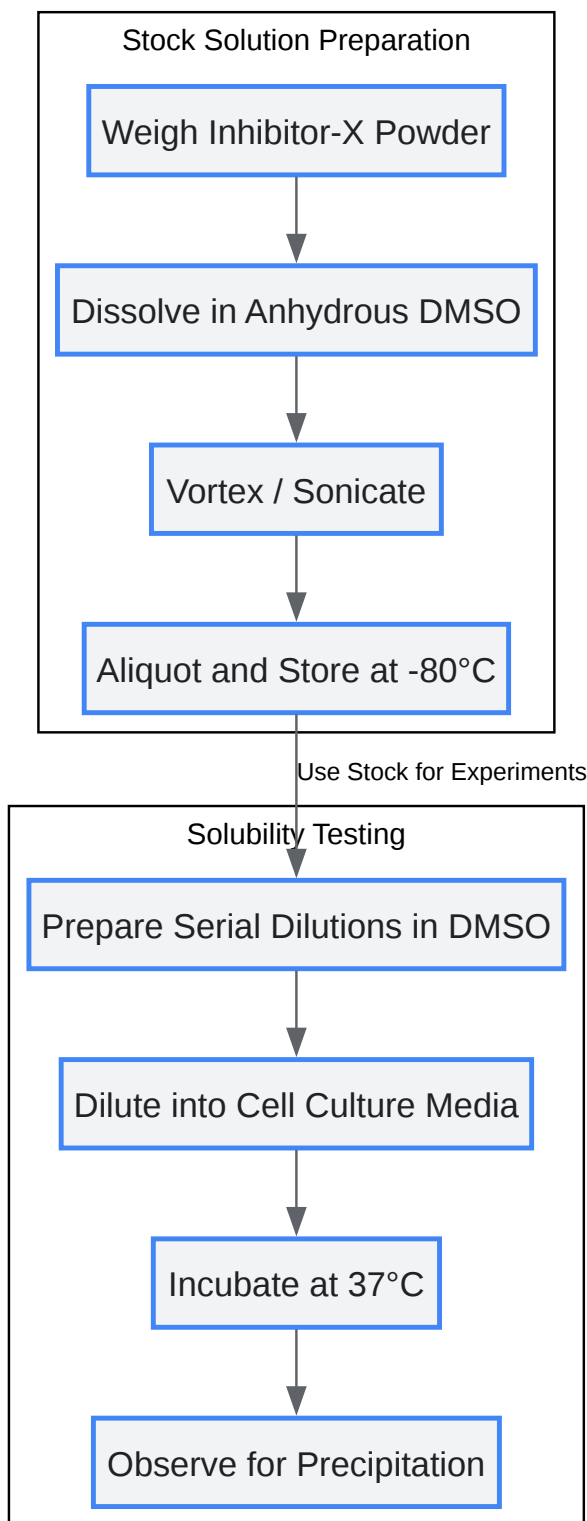 Stock Solution Preparation
Weigh Inhibitor-X Powder
Dissolve in Anhydrous DMSO
Vortex / Sonicate
Aliquot and Store at -80°C
Use Stock for Experiments
Solubility Testing
Prepare Serial Dilutions in DMSO
Dilute into Cell Culture Media
Incubate at 37°C
Observe for Precipitation